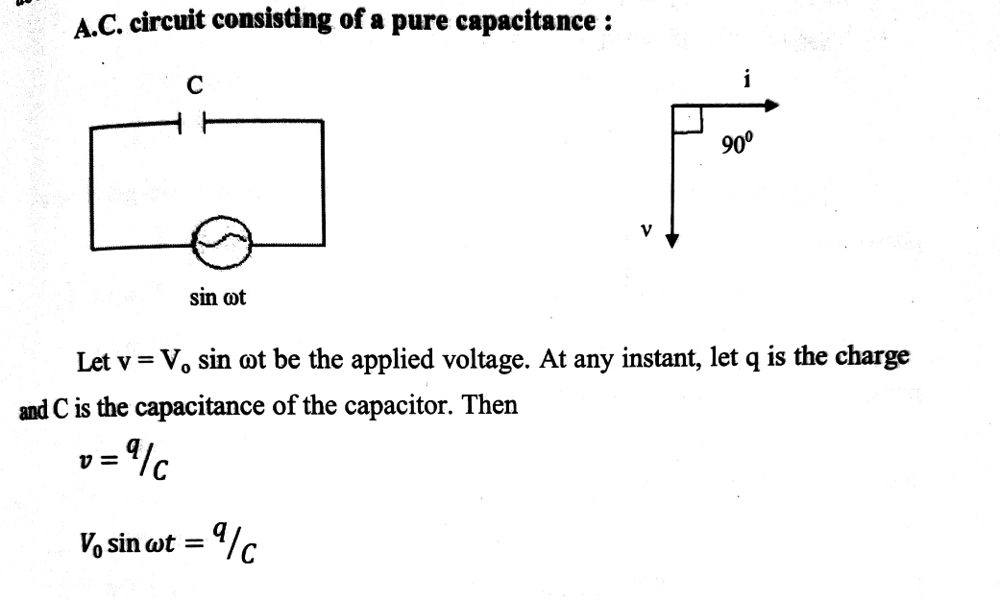 A.C. circuit consisting of a pure capacitance :
C
i
90⁰
v
sin ωt
Let v = Vₒ sin ωt be the applied voltage. At any instant, let q is the charge
and C is the capacitance of the capacitor. Then
v = q/C
V₀ sin ωt = q/C